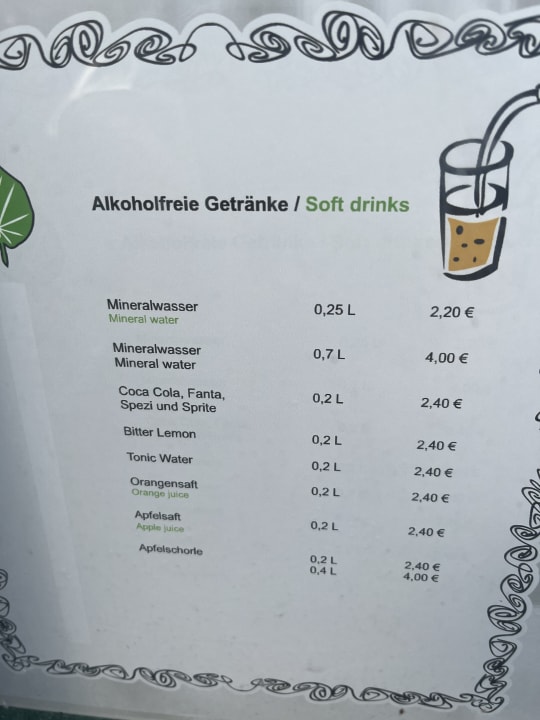 Alkoholfreie Getränke / Soft drinks
Mineralwasser 0,25 L 2,20 €
Mineral water
Mineralwasser 0,7 L 4,00 €
Mineral water
Coca Cola, Fanta, 0,2 L 2,40 €
Spezi und Sprite
Bitter Lemon 0,2 L 2,40 €
Tonic Water 0,2 L 2,40 €
Orangensaft 0,2 L 2,40 €
Orange juice
Apfelsaft 0,2 L 2,40 €
Apple juice
Apfelschorle 0,2 L 2,40 €
0,4 L 4,00 €